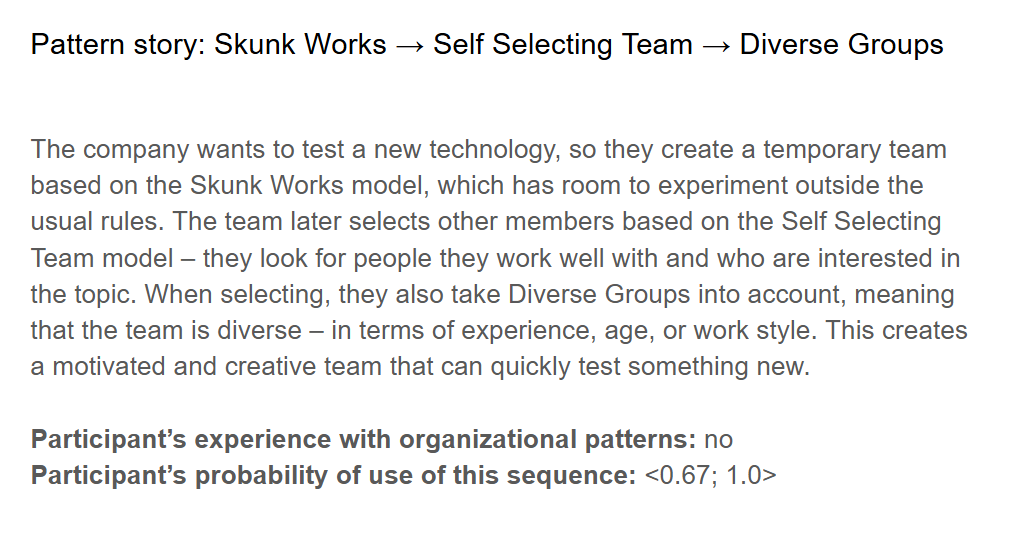 Pattern story: Skunk Works → Self Selecting Team → Diverse Groups
The company wants to test a new technology, so they create a temporary team
based on the Skunk Works model, which has room to experiment outside the
usual rules. The team later selects other members based on the Self Selecting
Team model – they look for people they work well with and who are interested in
the topic. When selecting, they also take Diverse Groups into account, meaning
that the team is diverse – in terms of experience, age, or work style. This creates
a motivated and creative team that can quickly test something new.
Participant’s experience with organizational patterns: no
Participant’s probability of use of this sequence: <0.67; 1.0>